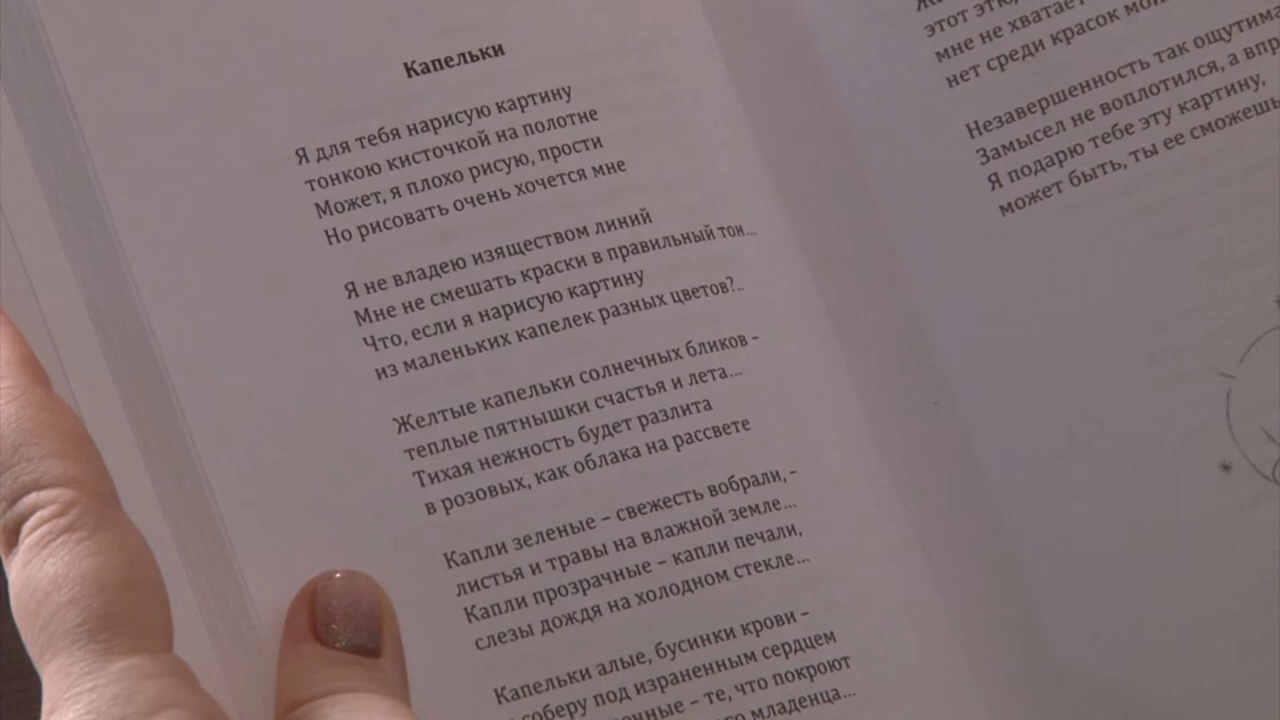 Капельки
Я для тебя нарисую картину
тонкою кисточкой на полотне
Может, я плохо рисую, прости
Но рисовать очень хочется мне
Я не владею изяществом линий
Мне не смешать краски в правильный тон...
Что, если я нарисую картину
из маленьких капелек разных цветов?..
Желтые капельки солнечных бликов –
теплые пятнышки счастья и лета...
Тихая нежность будет разлита
в розовых, как облака на рассвете
Капли зеленые – свежесть вобрали, -
листья и травы на влажной земле...
Капли прозрачные – капли печали,
слезы дождя на холодном стекле...
Капельки алые, бусинки крови –
соберу под израненным сердцем
– те, что покроют
младенца...
этот
мне не хватает
нет среди красок
Незавершенность так ощутима
Замысел не воплотился, а
Я подарю тебе эту картину,
может быть, ты ее сможешь